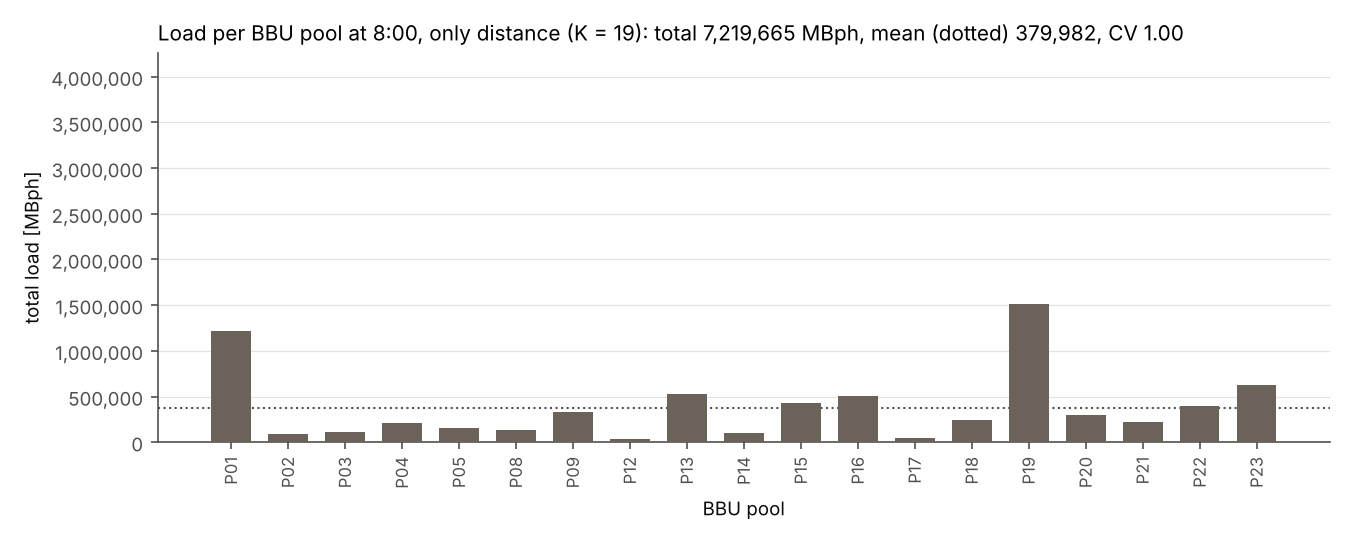 Load per BBU pool at 8:00, only distance (K = 19): total 7,219,665 MBph, mean (dotted) 379,982, CV 1.00
total load [MBph]
4,000,000
3,500,000
3,000,000
2,500,000
2,000,000
1,500,000
1,000,000
500,000
0
P01
P02
P03
P04
P05
P08
P09
P12
P13
P14
P15
P16
P17
P18
P19
P20
P21
P22
P23
BBU pool